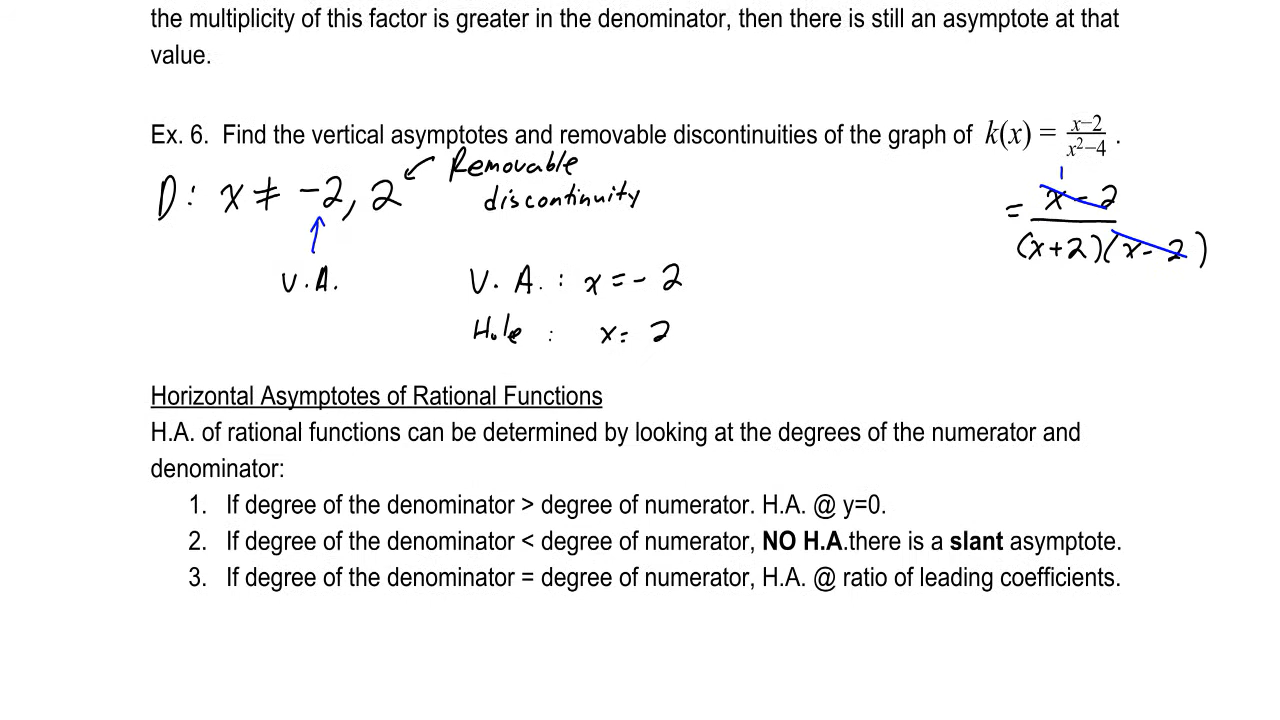 the multiplicity of this factor is greater in the denominator, then there is still an asymptote at that
value.
Ex. 6. Find the vertical asymptotes and removable discontinuities of the graph of k(x) = \frac{x-2}{x^2-4} .
D: x ≠ -2, 2 ↙ Removable
discontinuity
↑
V.A.
= \frac{x-2}{(x+2)(x-2)}
1
V. A. : x = - 2
Hole : x = 2
Horizontal Asymptotes of Rational Functions
H.A. of rational functions can be determined by looking at the degrees of the numerator and
denominator:
1. If degree of the denominator > degree of numerator. H.A. @ y=0.
2. If degree of the denominator < degree of numerator, NO H.A.there is a slant asymptote.
3. If degree of the denominator = degree of numerator, H.A. @ ratio of leading coefficients.